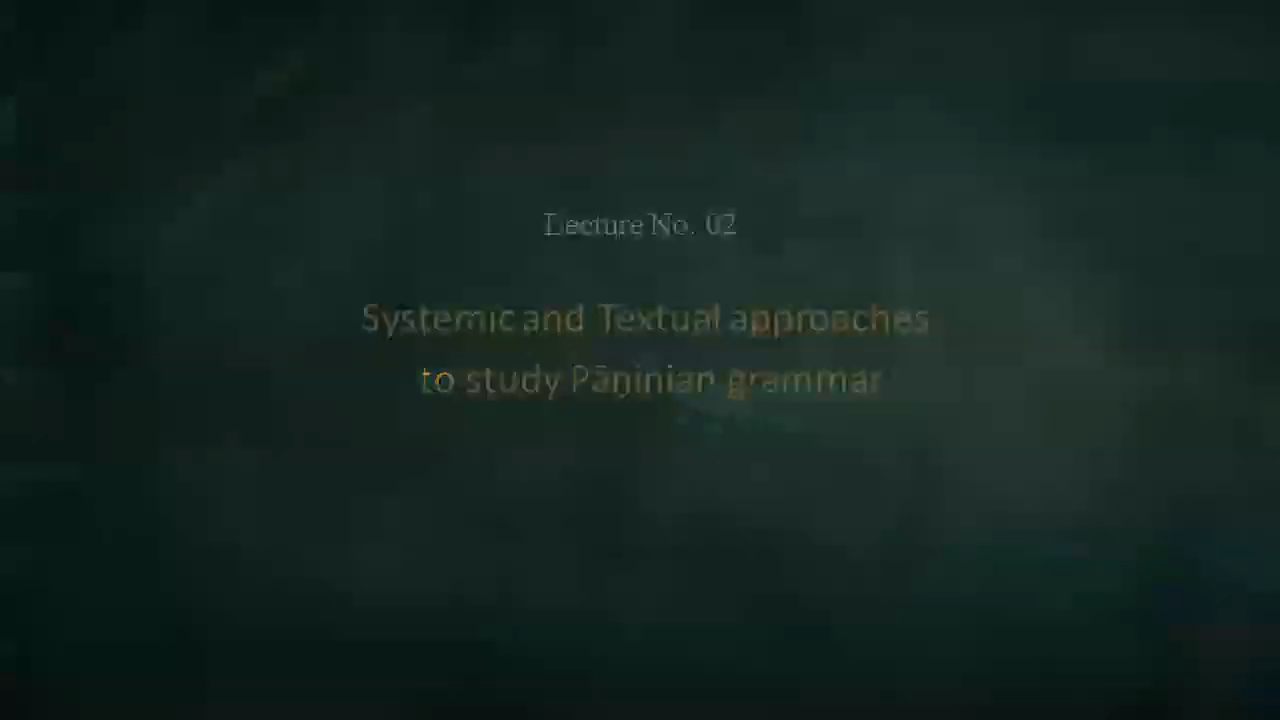 Lecture No. 02
Systemic and Textual approaches
to study Pāṇinian grammar